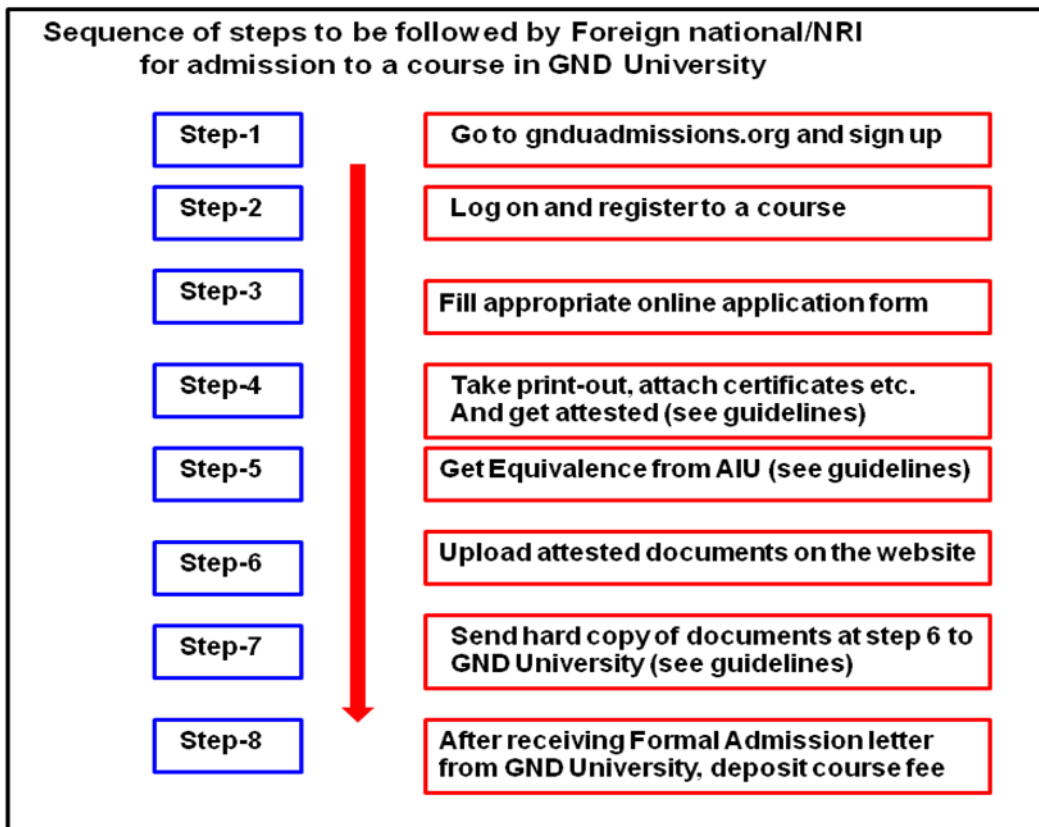 Sequence of steps to be followed by Foreign national/NRI
for admission to a course in GND University
Step-1
Go to gnduadmissions.org and sign up
Step-2
Log on and register to a course
Step-3
Fill appropriate online application form
Step-4
Take print-out, attach certificates etc.
And get attested (see guidelines)
Step-5
Get Equivalence from AIU (see guidelines)
Step-6
Upload attested documents on the website
Step-7
Send hard copy of documents at step 6 to
GND University (see guidelines)
Step-8
After receiving Formal Admission letter
from GND University, deposit course fee